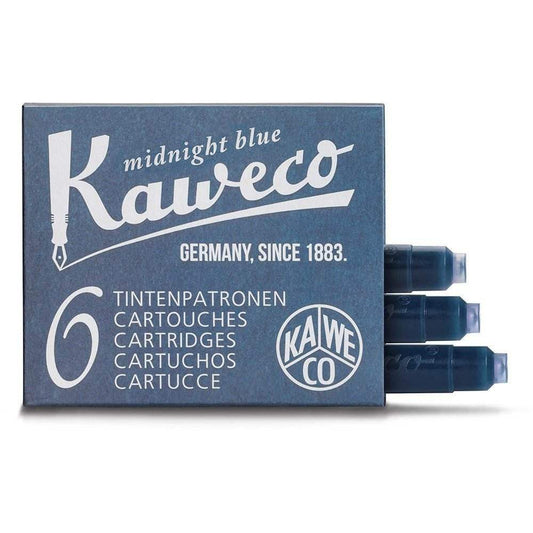 midnight blue
Kaweco
GERMANY, SINCE 1883.
6
TINTENPATRONEN
CARTOUCHES
CARTRIDGES
CARTUCHOS
CARTUCCE
KA WE
CO